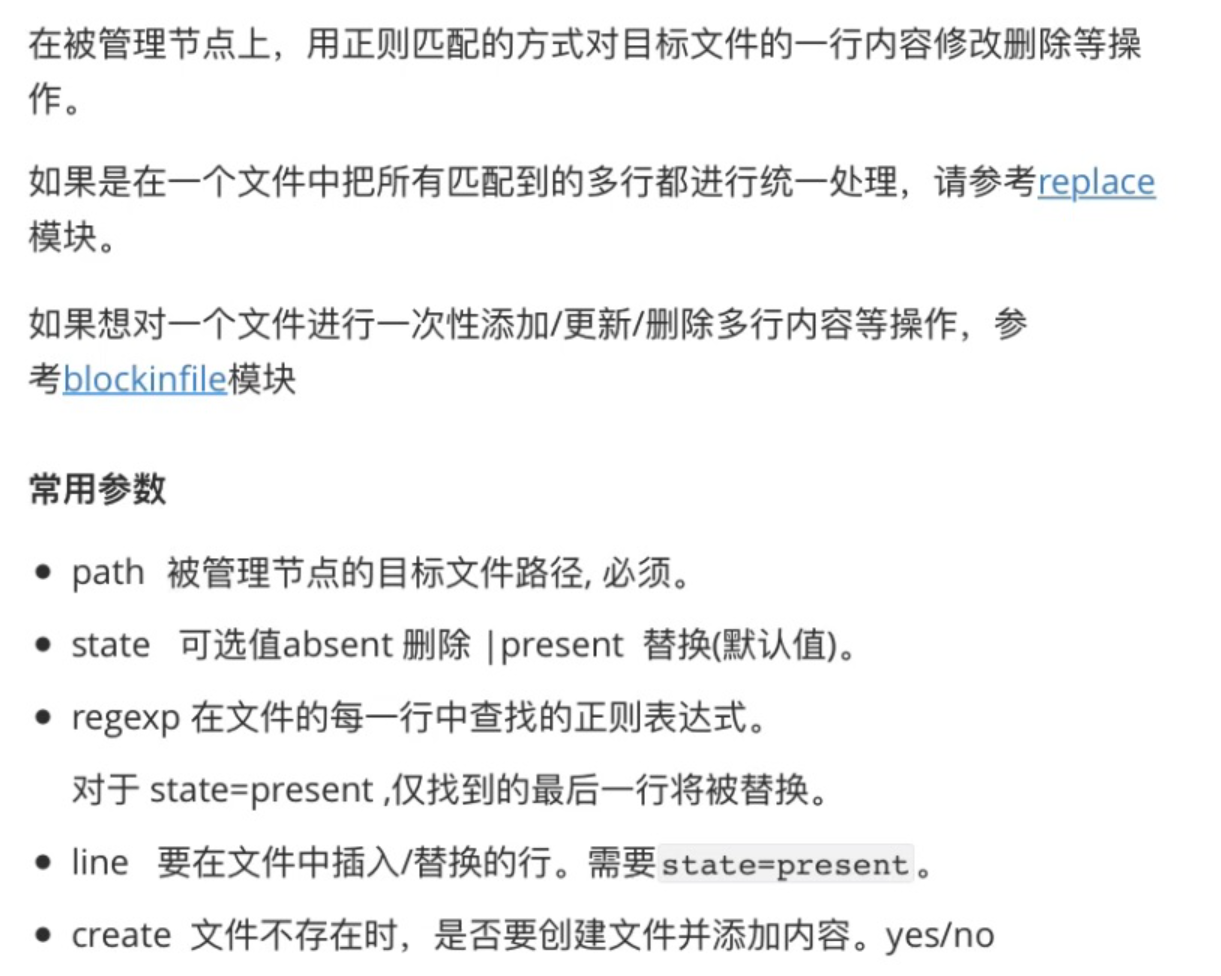 在被管理节点上，用正则匹配的方式对目标文件的一行内容修改删除等操
作。
如果是在一个文件中把所有匹配到的多行都进行统一处理，请参考replace
模块。
如果想对一个文件进行一次性添加/更新/删除多行内容等操作，参
考blockinfile模块
常用参数
• path 被管理节点的目标文件路径, 必须。
• state 可选值absent 删除 |present 替换(默认值)。
• regexp 在文件的每一行中查找的正则表达式。
对于 state=present ,仅找到的最后一行将被替换。
• line 要在文件中插入/替换的行。需要state=present。
• create 文件不存在时，是否要创建文件并添加内容。yes/no